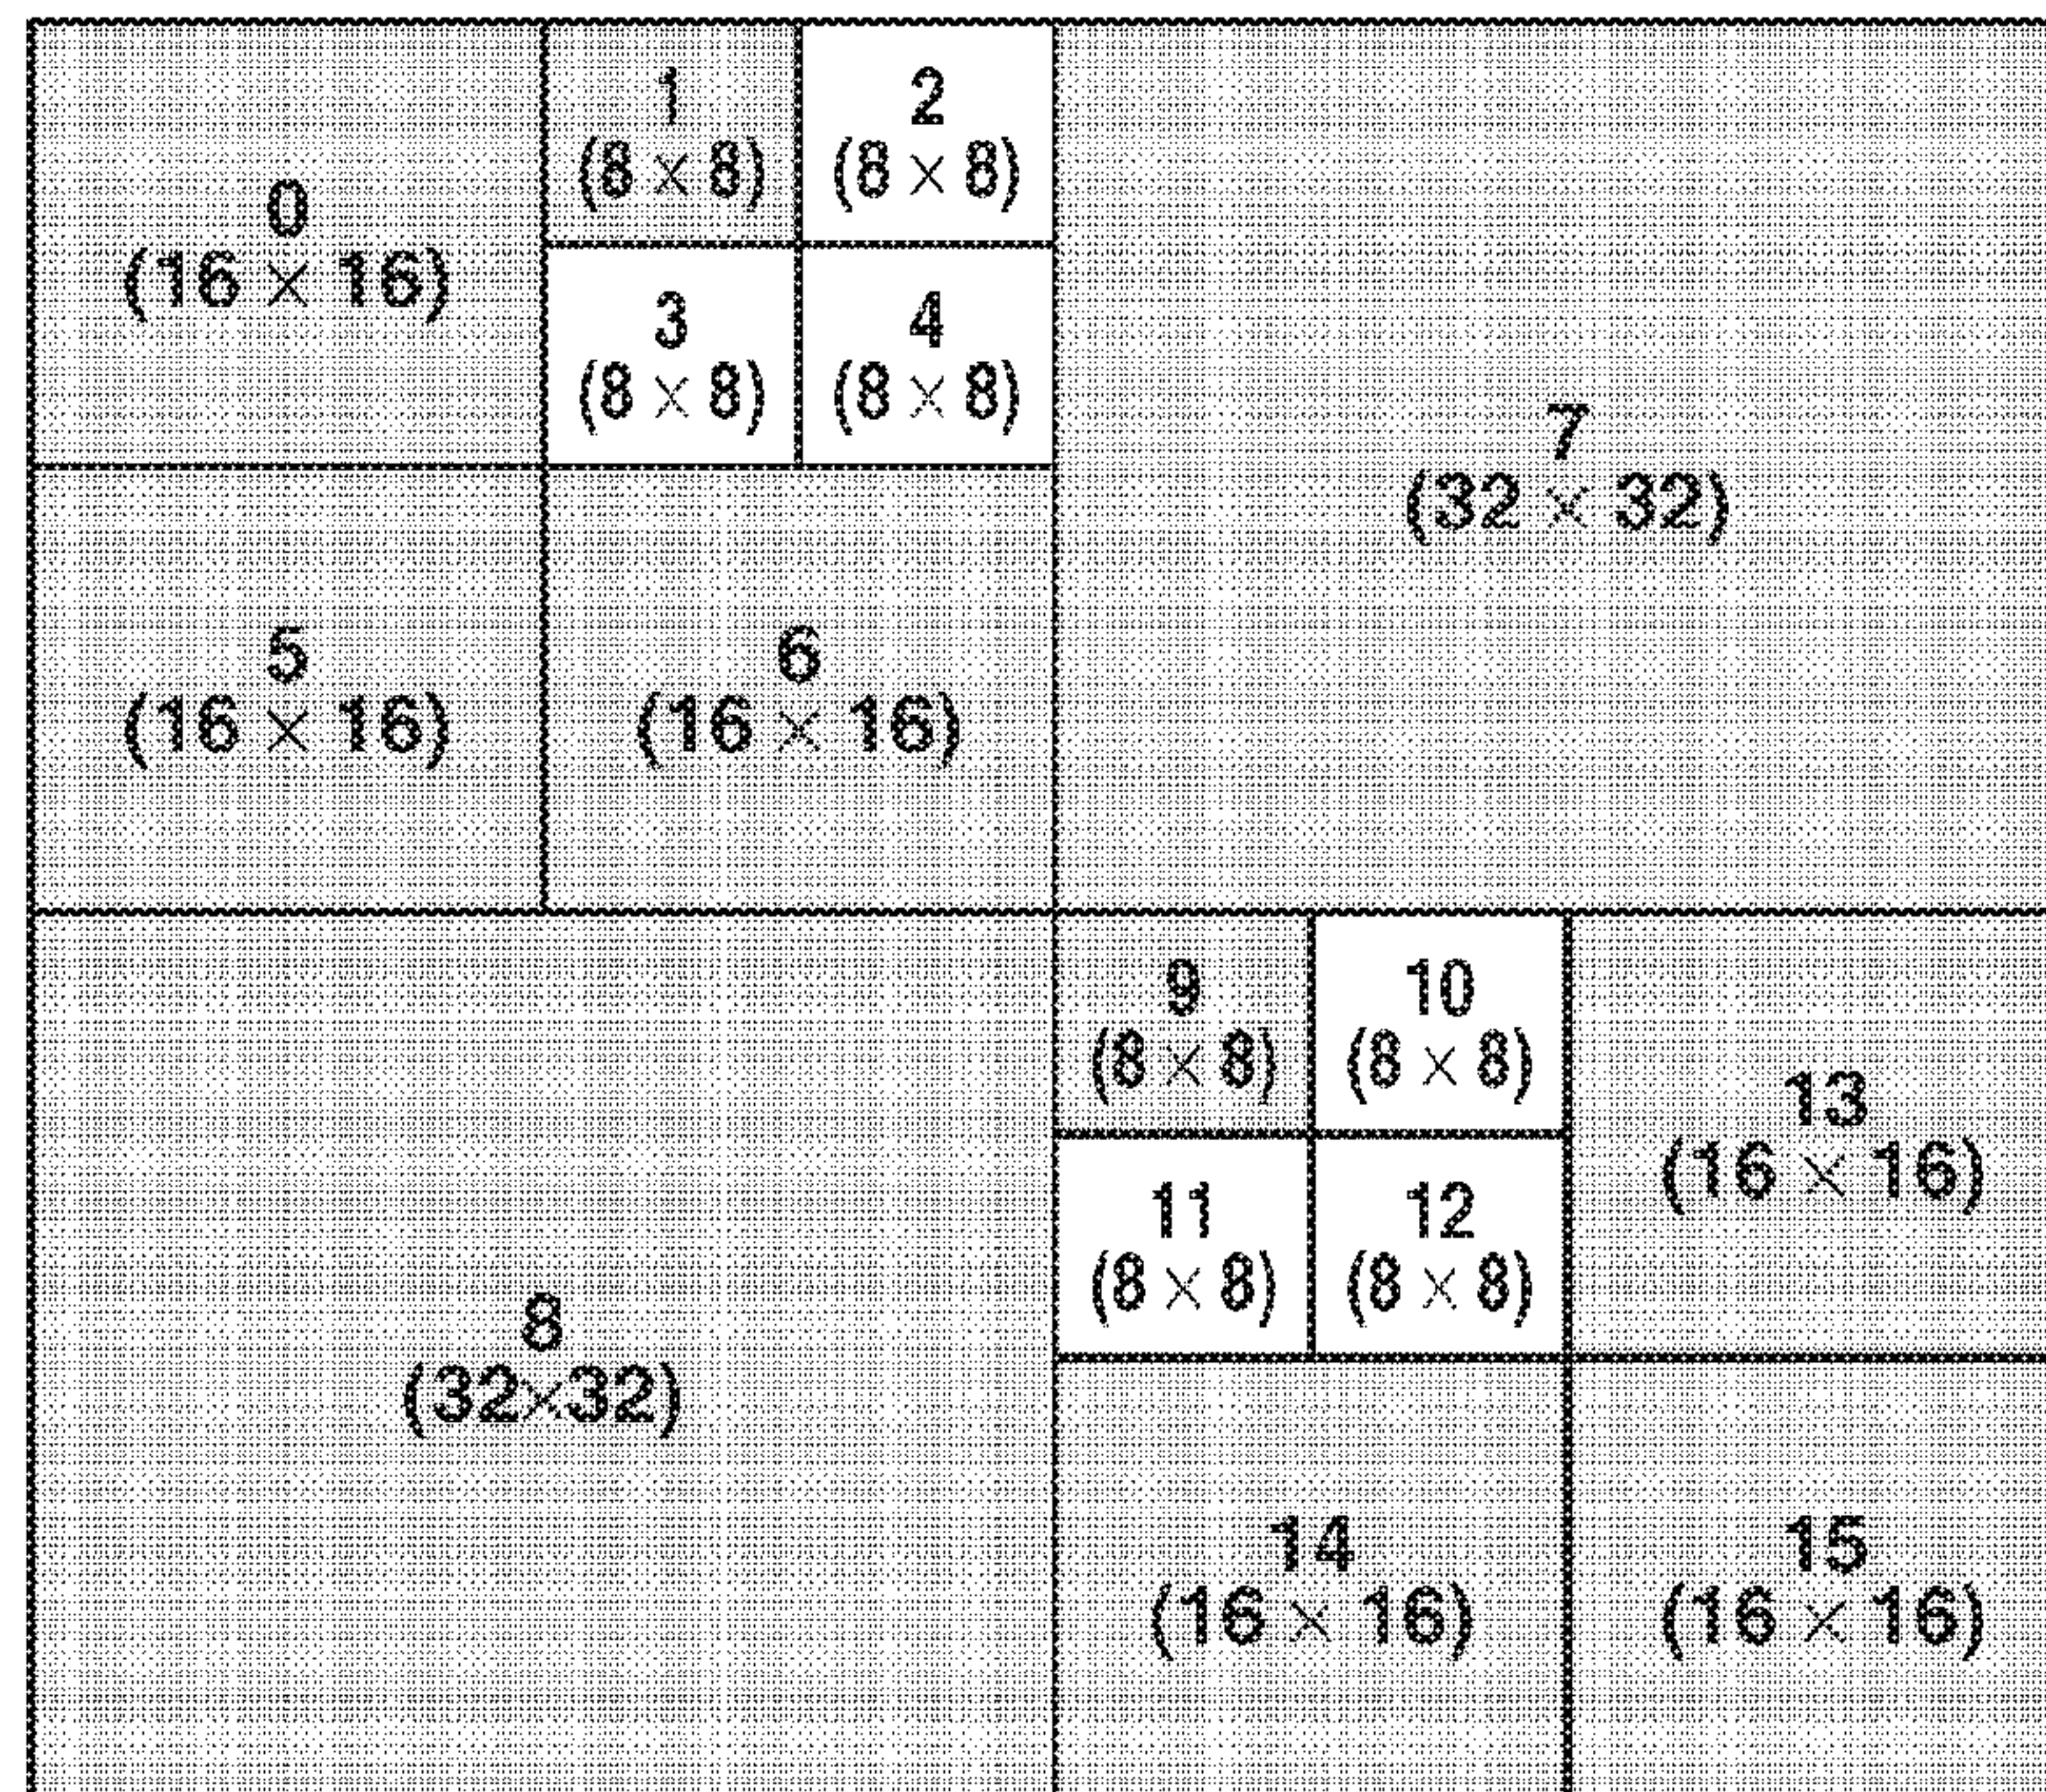 0
(16 × 16)
1
(8 × 8)
2
(8 × 8)
3
(8 × 8)
4
(8 × 8)
5
(16 × 16)
6
(16 × 16)
7
(32 × 32)
8
(32×32)
9
(8 × 8)
10
(8 × 8)
11
(8 × 8)
12
(8 × 8)
13
(16 × 16)
14
(16 × 16)
15
(16 × 16)